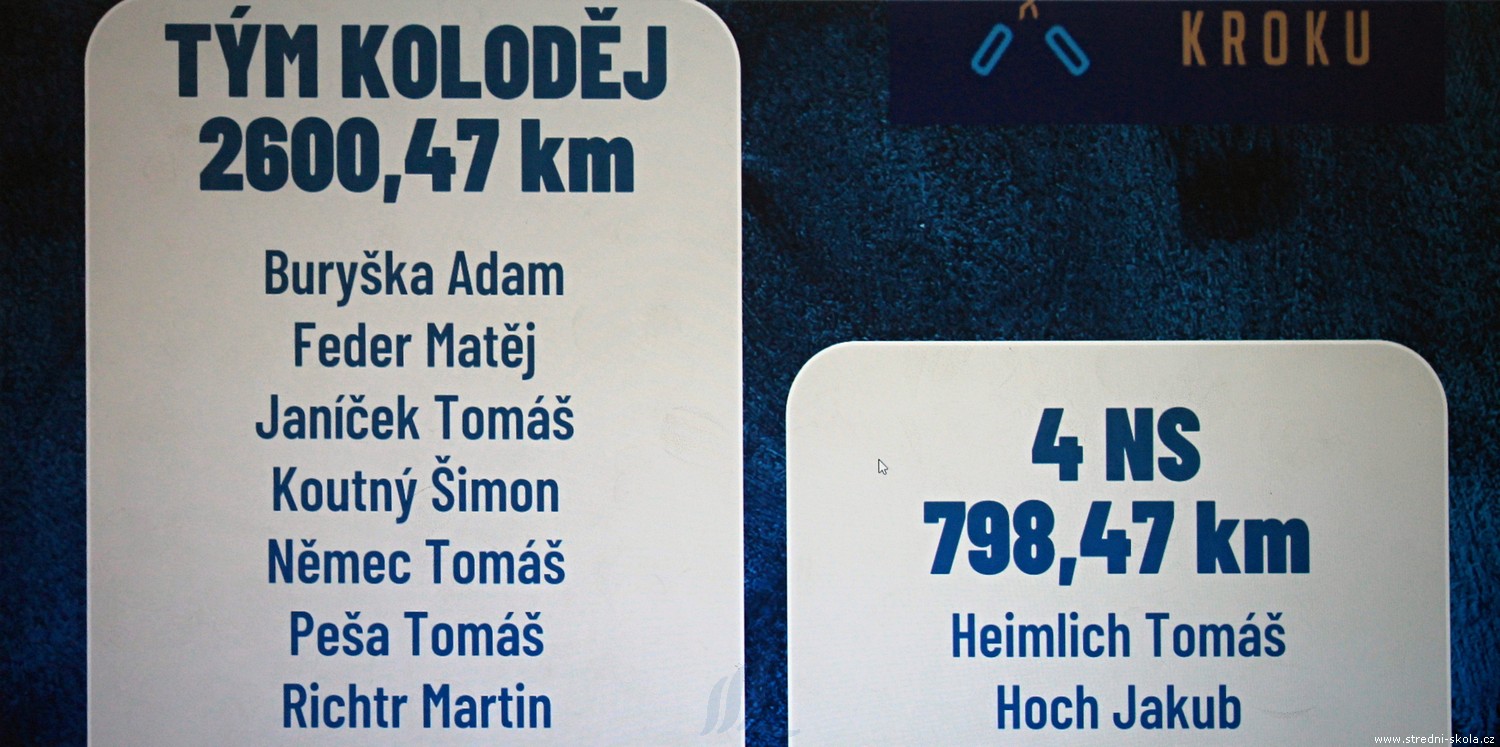 TÝM KOLODĚJ
2600,47 km
Buryška Adam
Feder Matěj
Janíček Tomáš
Koutný Šimon
Němec Tomáš
Peša Tomáš
Richtr Martin
KROKU
4 NS
798,47 km
Heimlich Tomáš
Hoch Jakub
www.stredni-skola.cz